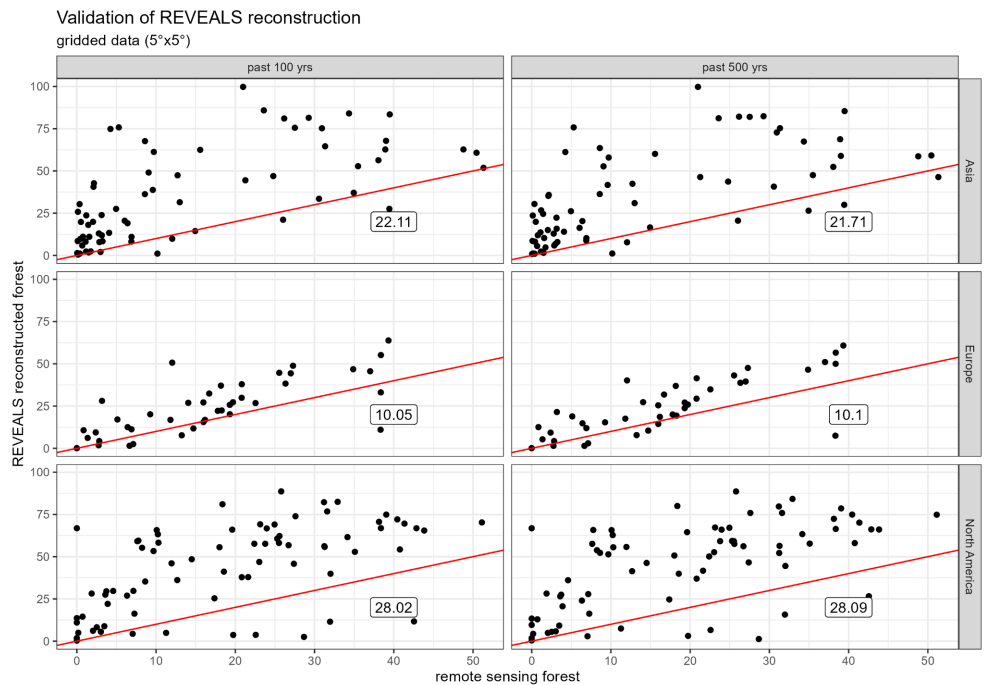 Validation of REVEALS reconstruction
gridded data (5°x5°)
past 100 yrs
past 500 yrs
100
75
50
25
0
22.11
21.71
Asia
100
75
50
25
0
10.05
10.1
Europe
100
75
50
25
0
28.02
28.09
North America
REVEALS reconstructed forest
0 10 20 30 40 50
0 10 20 30 40 50
remote sensing forest